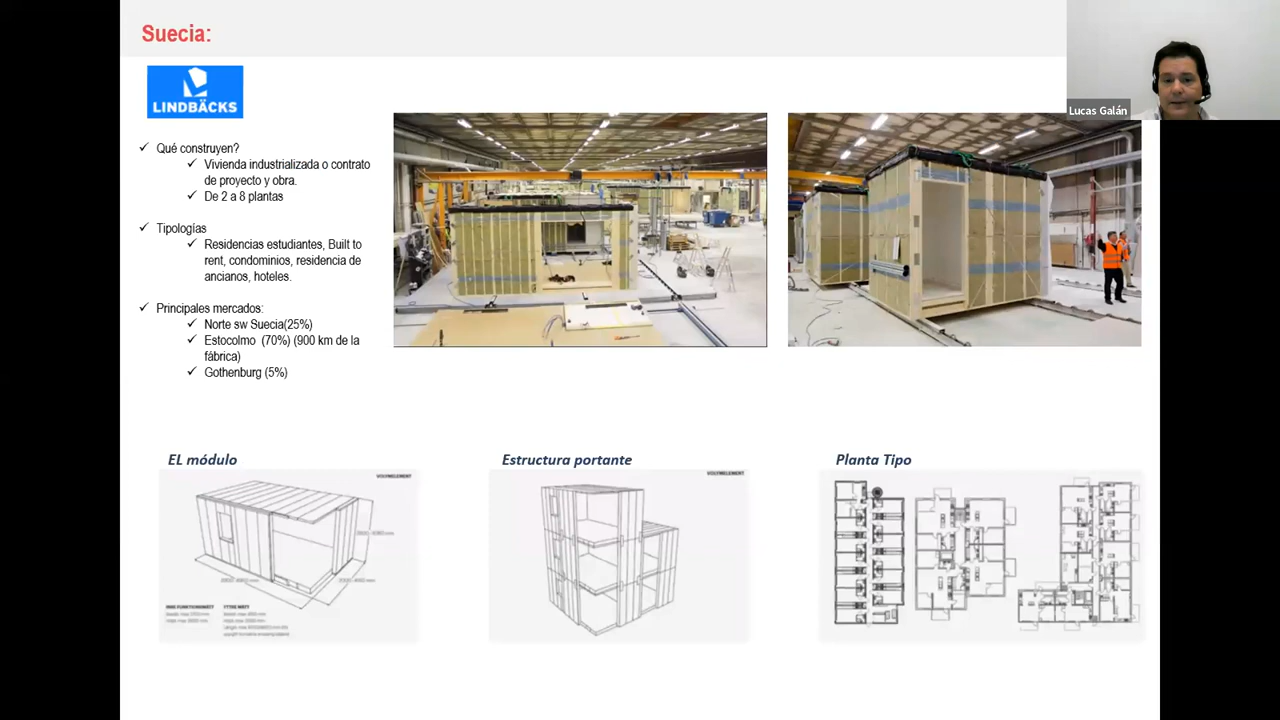 Suecia:
LINDBÄCKS
Lucas Galán
✓ Qué construyen?
✓ Vivienda industrializada o contrato
de proyecto y obra.
✓ De 2 a 8 plantas
✓ Tipologías
✓ Residencias estudiantes, Built to
rent, condominios, residencia de
ancianos, hoteles.
✓ Principales mercados:
✓ Norte sw Suecia(25%)
✓ Estocolmo (70%) (900 km de la
fábrica)
✓ Gothenburg (5%)
EL módulo
Estructura portante
Planta Tipo
VOLYMELEMENT
VOLYMELEMENT